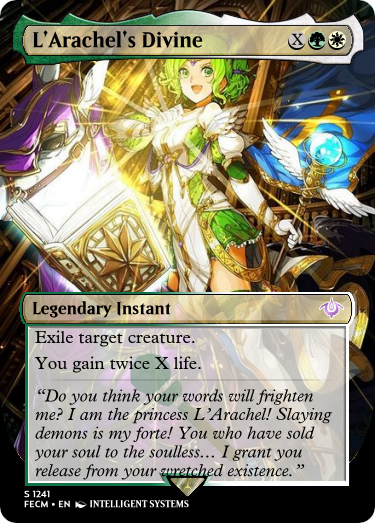 L'Arachel's Divine X
Legendary Instant
Exile target creature.
You gain twice X life.
“Do you think your words will frighten
me? I am the princess L'Arachel! Slaying
demons is my forte! You who have sold
your soul to the soulless... I grant you
release from your wretched existence.”
S 1241
FECM • EN INTELLIGENT SYSTEMS